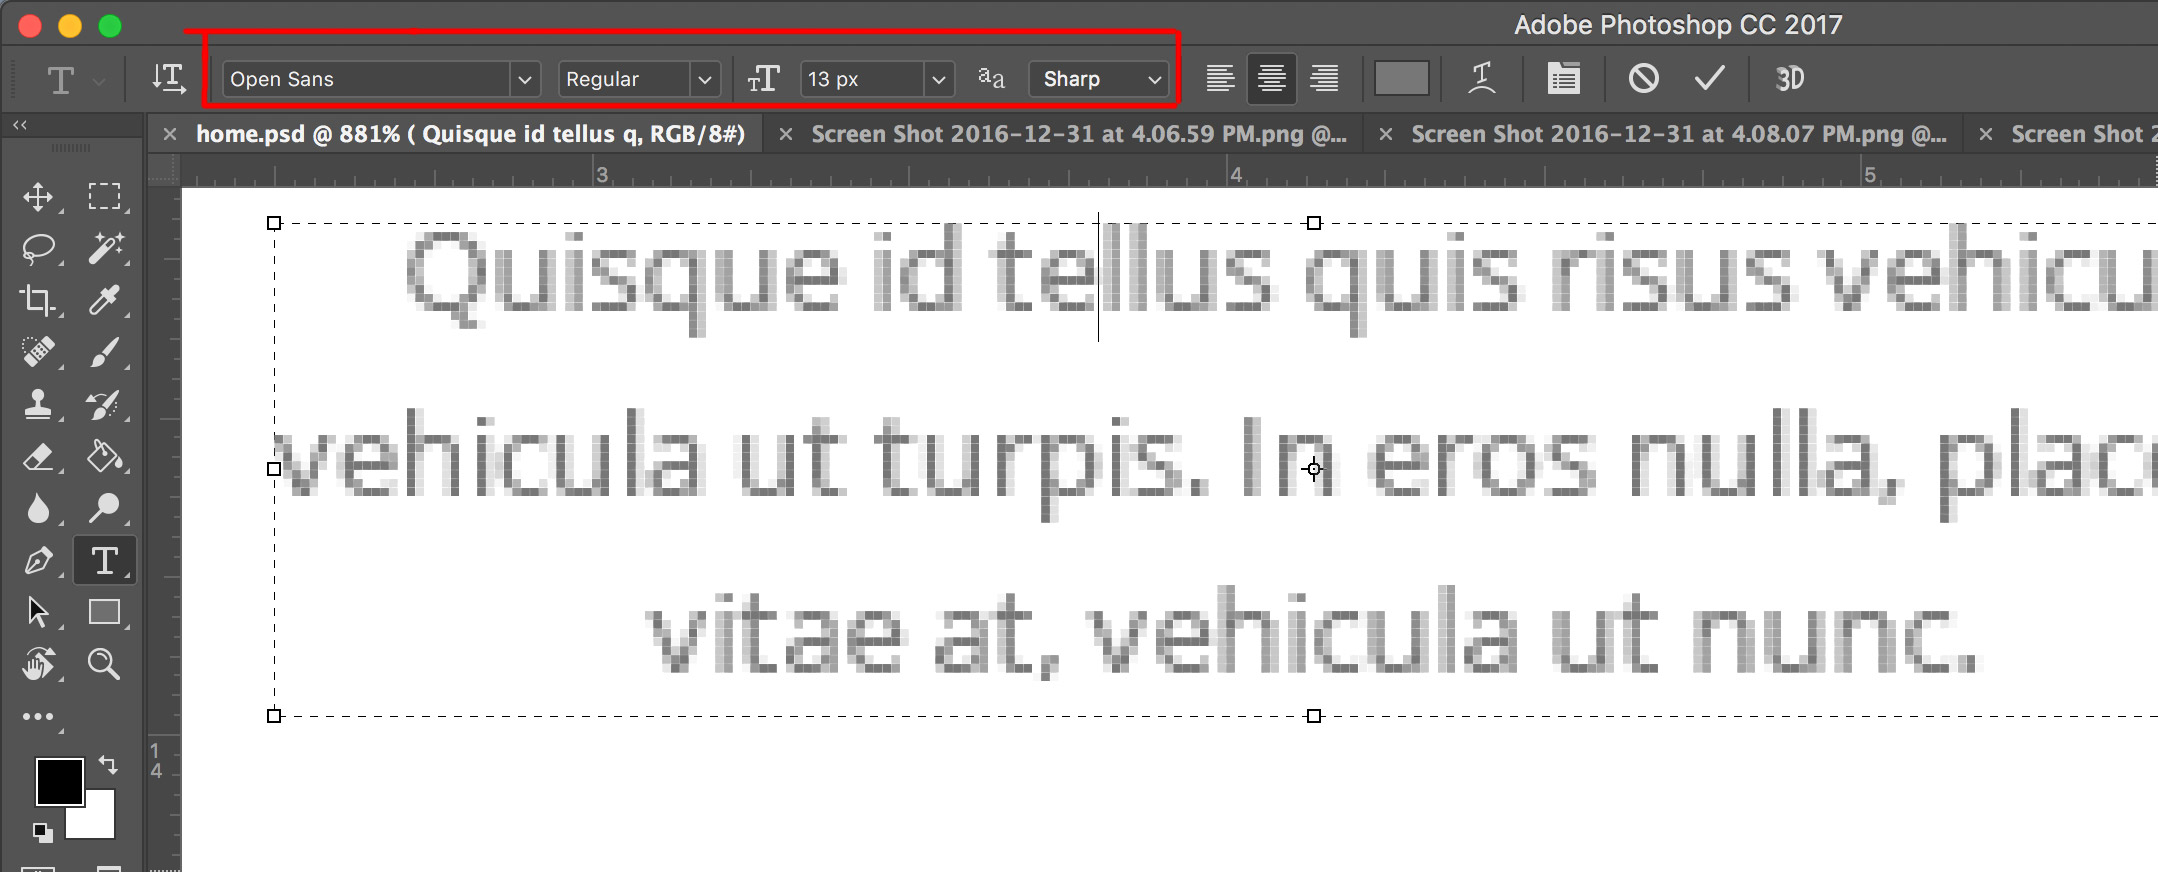 Adobe Photoshop CC 2017
Open Sans Regular 13 px Sharp 3D
home.psd @ 881% ( Quisque id tellus q, RGB/8#) Screen Shot 2016-12-31 at 4.06.59 PM.png @... Screen Shot 2016-12-31 at 4.08.07 PM.png @... Screen Shot 2
3 4 5
Quisque id tellus quis risus vehicu
vehicula ut turpis. In eros nulla, plac
vitae at, vehicula ut nunc.
1
4